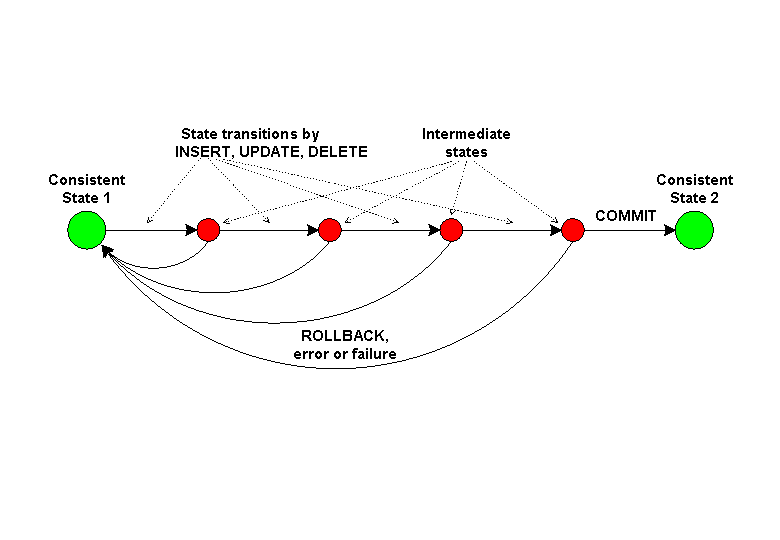 State transitions by
INSERT, UPDATE, DELETE
Intermediate
states
Consistent
State 1
Consistent
State 2
COMMIT
ROLLBACK,
error or failure